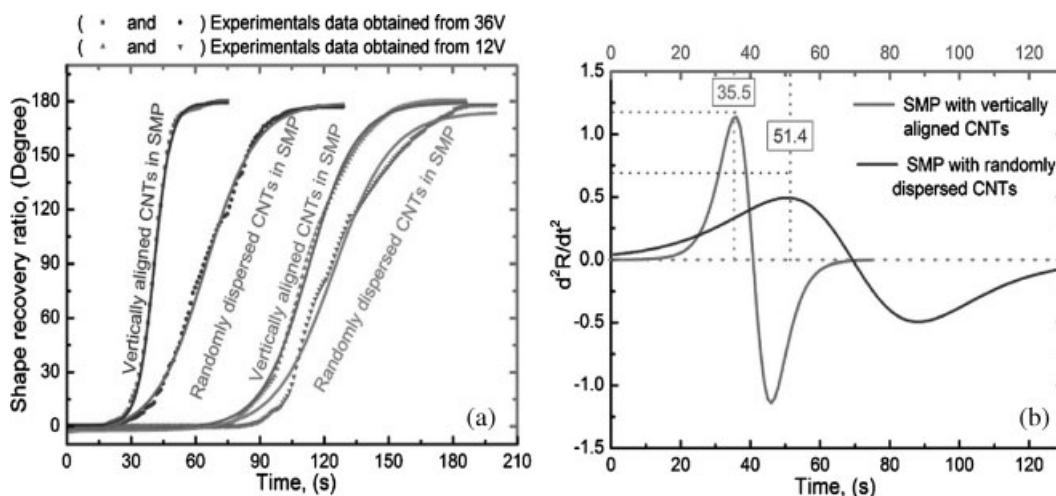 ( and ) Experimentals data obtained from 36V
( and ) Experimentals data obtained from 12V
Shape recovery ratio, (Degree)
180
150
120
90
60
30
0
Vertically aligned CNTs in SMP
Randomly dispersed CNTs in SMP
Vertically aligned CNTs in SMP
Randomly dispersed CNTs in SMP
(a)
0 30 60 90 120 150 180 210
Time, (s)
0 20 40 60 80 100 120
d²R/dt²
1.5
1.0
0.5
0.0
-0.5
-1.0
-1.5
35.5
51.4
SMP with vertically
aligned CNTs
SMP with randomly
dispersed CNTs
(b)
0 20 40 60 80 100 120
Time, (s)